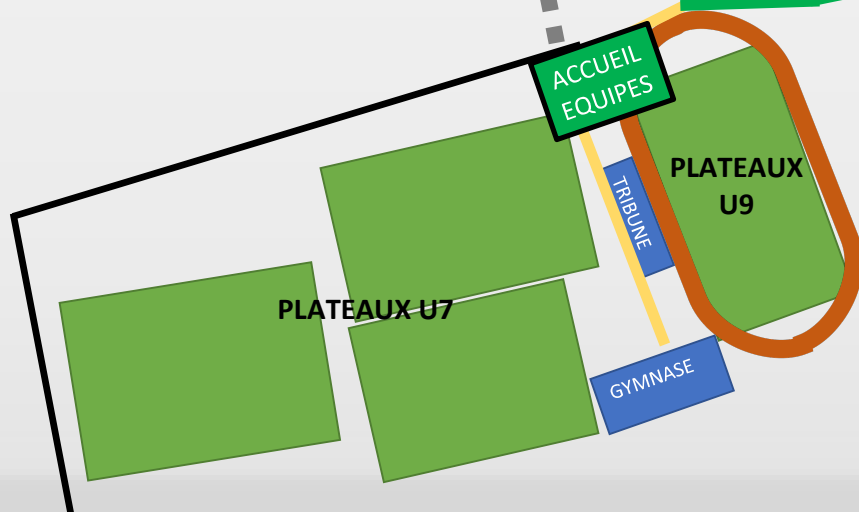 ACCUEIL
EQUIPES
PLATEAUX
U9
TRIBUNE
PLATEAUX U7
GYMNASE